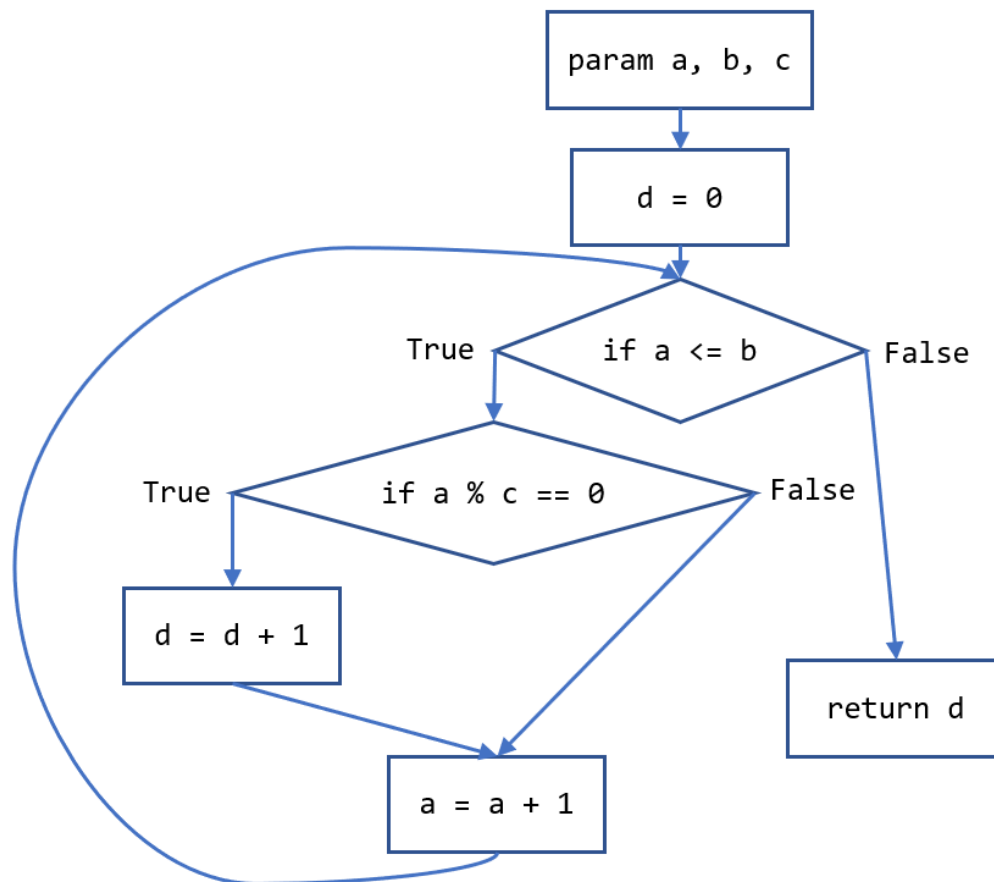 param a, b, c
d = 0
if a <= b
True
False
if a % c == 0
True
False
d = d + 1
return d
a = a + 1